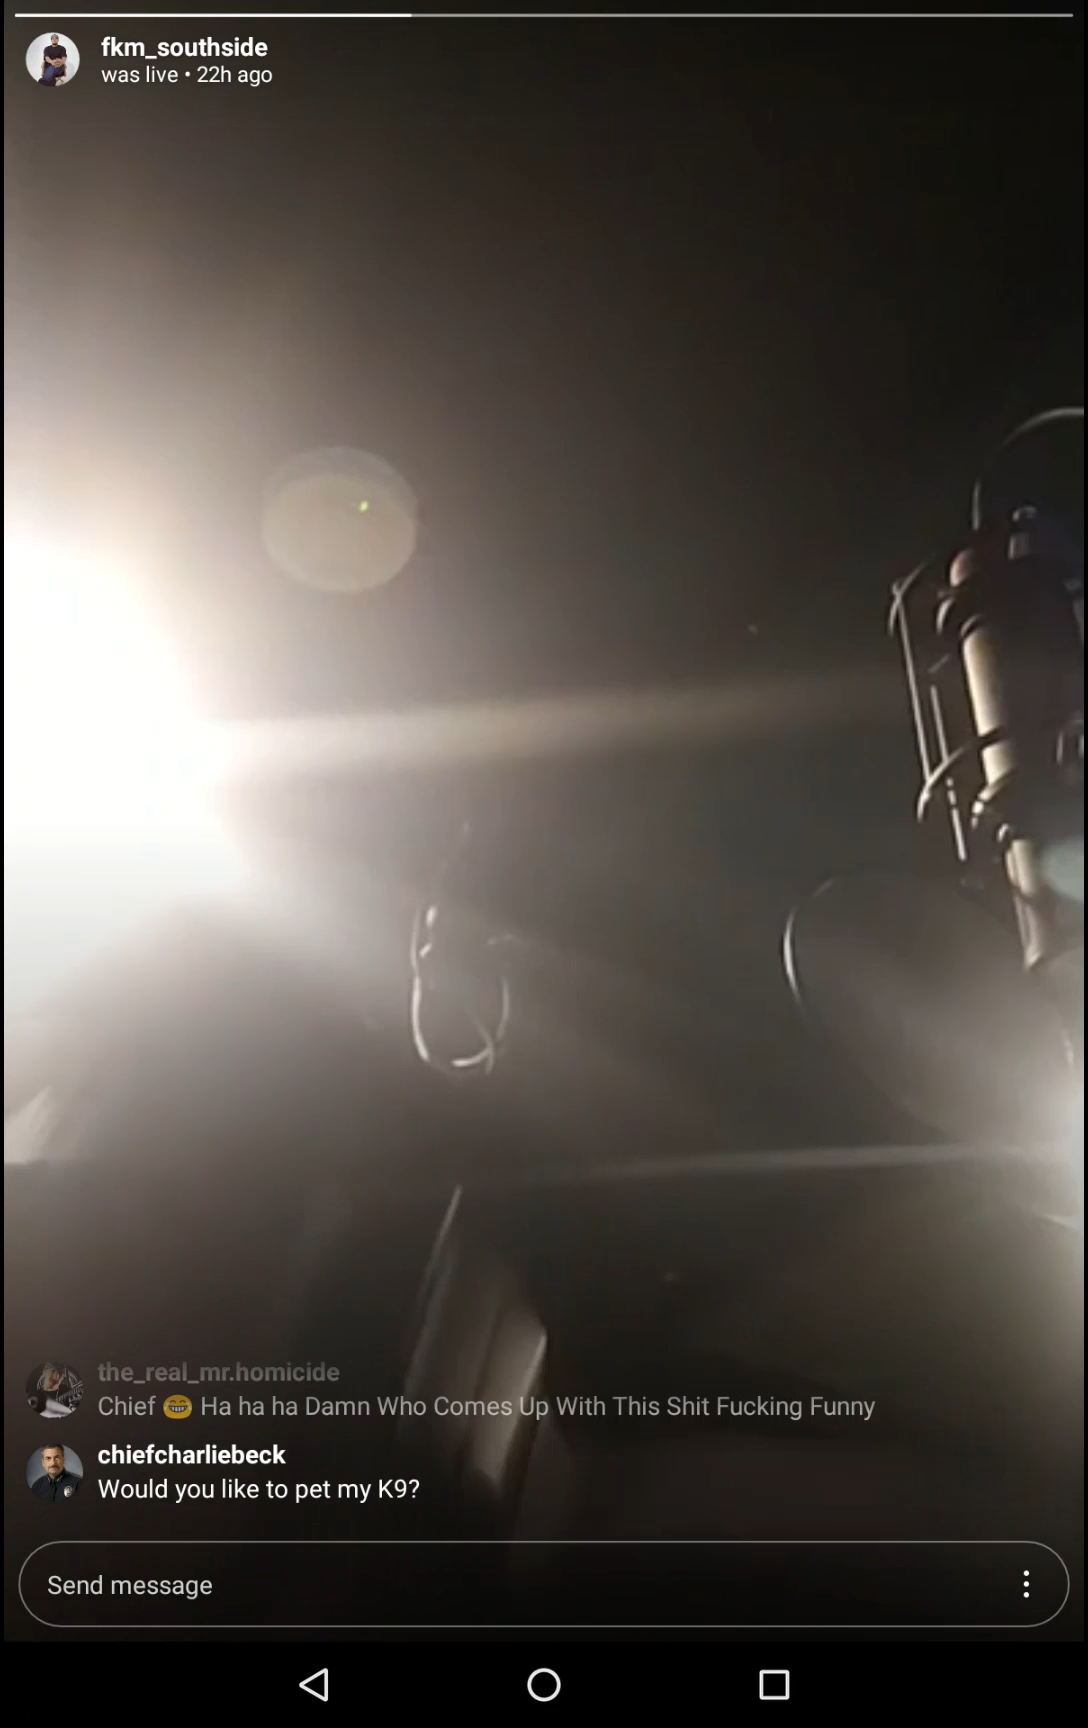 fkm_southside
was live • 22h ago
the_real_mr.homicide
Chief 😁 Ha ha ha Damn Who Comes Up With This Shit Fucking Funny
chiefcharliebeck
Would you like to pet my K9?
Send message